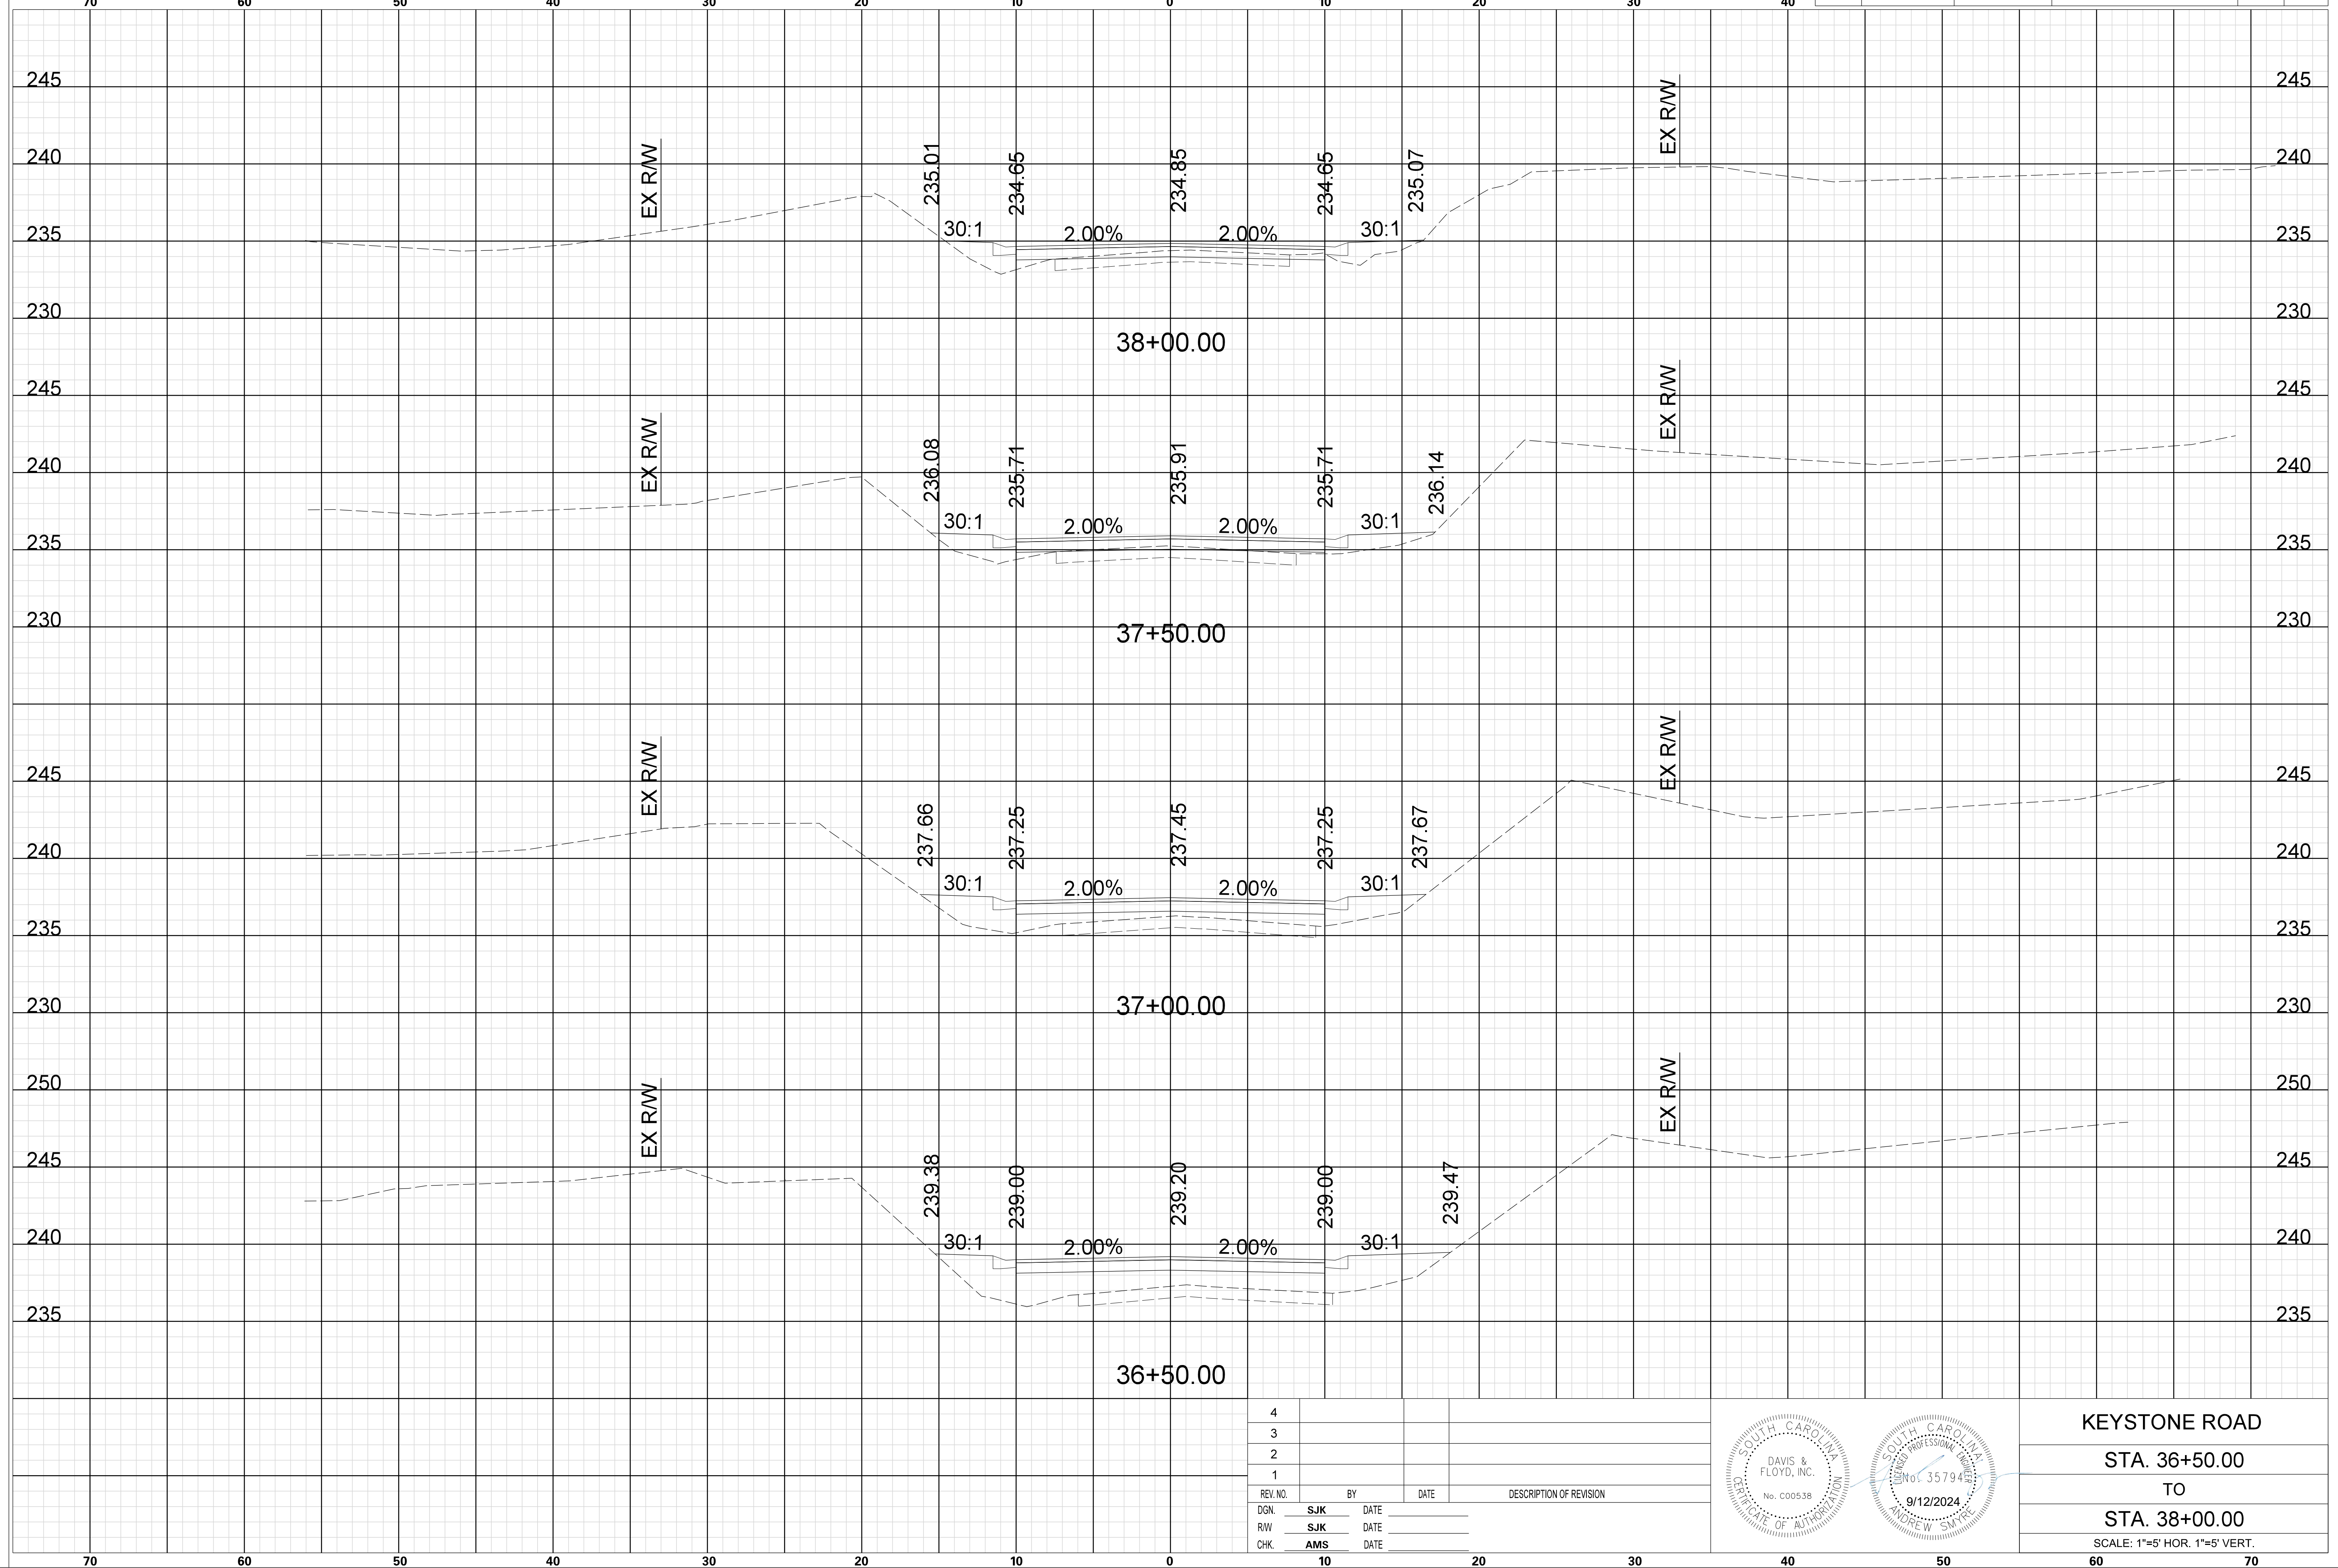 70 60 50 40 30 20 10 0 10 20 30 40
245 245
EX R/W
EX R/W
240 240
235.01 234.65 234.85 234.65 235.07
30:1 2.00% 2.00% 30:1
235 235
230 230
38+00.00
245 245
EX R/W
EX R/W
240 240
236.08 235.71 235.91 235.71 236.14
30:1 2.00% 2.00% 30:1
235 235
230 230
37+50.00
245 245
EX R/W
EX R/W
240 240
237.66 237.25 237.45 237.25 237.67
30:1 2.00% 2.00% 30:1
235 235
230 230
37+00.00
250 250
EX R/W
EX R/W
245 245
239.38 239.00 239.20 239.00 239.47
240 240
30:1 2.00% 2.00% 30:1
235 235
36+50.00
4
3
2
1
REV. NO. BY DATE DESCRIPTION OF REVISION
DGN. SJK DATE
R/W SJK DATE
CHK. AMS DATE
SOUTH CAROLINA
DAVIS &
FLOYD, INC.
No. C00538
CERTIFICATE OF AUTHORIZATION
SOUTH CAROLINA
LICENSED PROFESSIONAL ENGINEER
No. 35794
9/12/2024
ANDREW SMYRE
KEYSTONE ROAD
STA. 36+50.00
TO
STA. 38+00.00
SCALE: 1"=5' HOR. 1"=5' VERT.
70 60 50 40 30 20 10 0 10 20 30 40 50 60 70